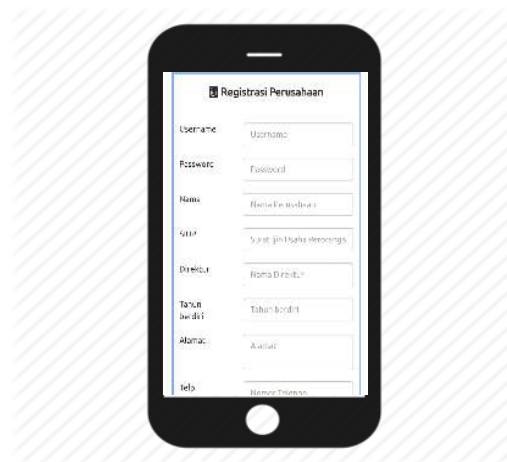 Registrasi Perusahaan
Username
Username
Password
Password
Nama
Nama Perusahaan
SIUP
Surat Ijin Usaha Perorangan
Direktur
Nama Direktur
Tahun
berdiri
Tahun berdiri
Alamat
Alamat
Telp
Nomor Telepon